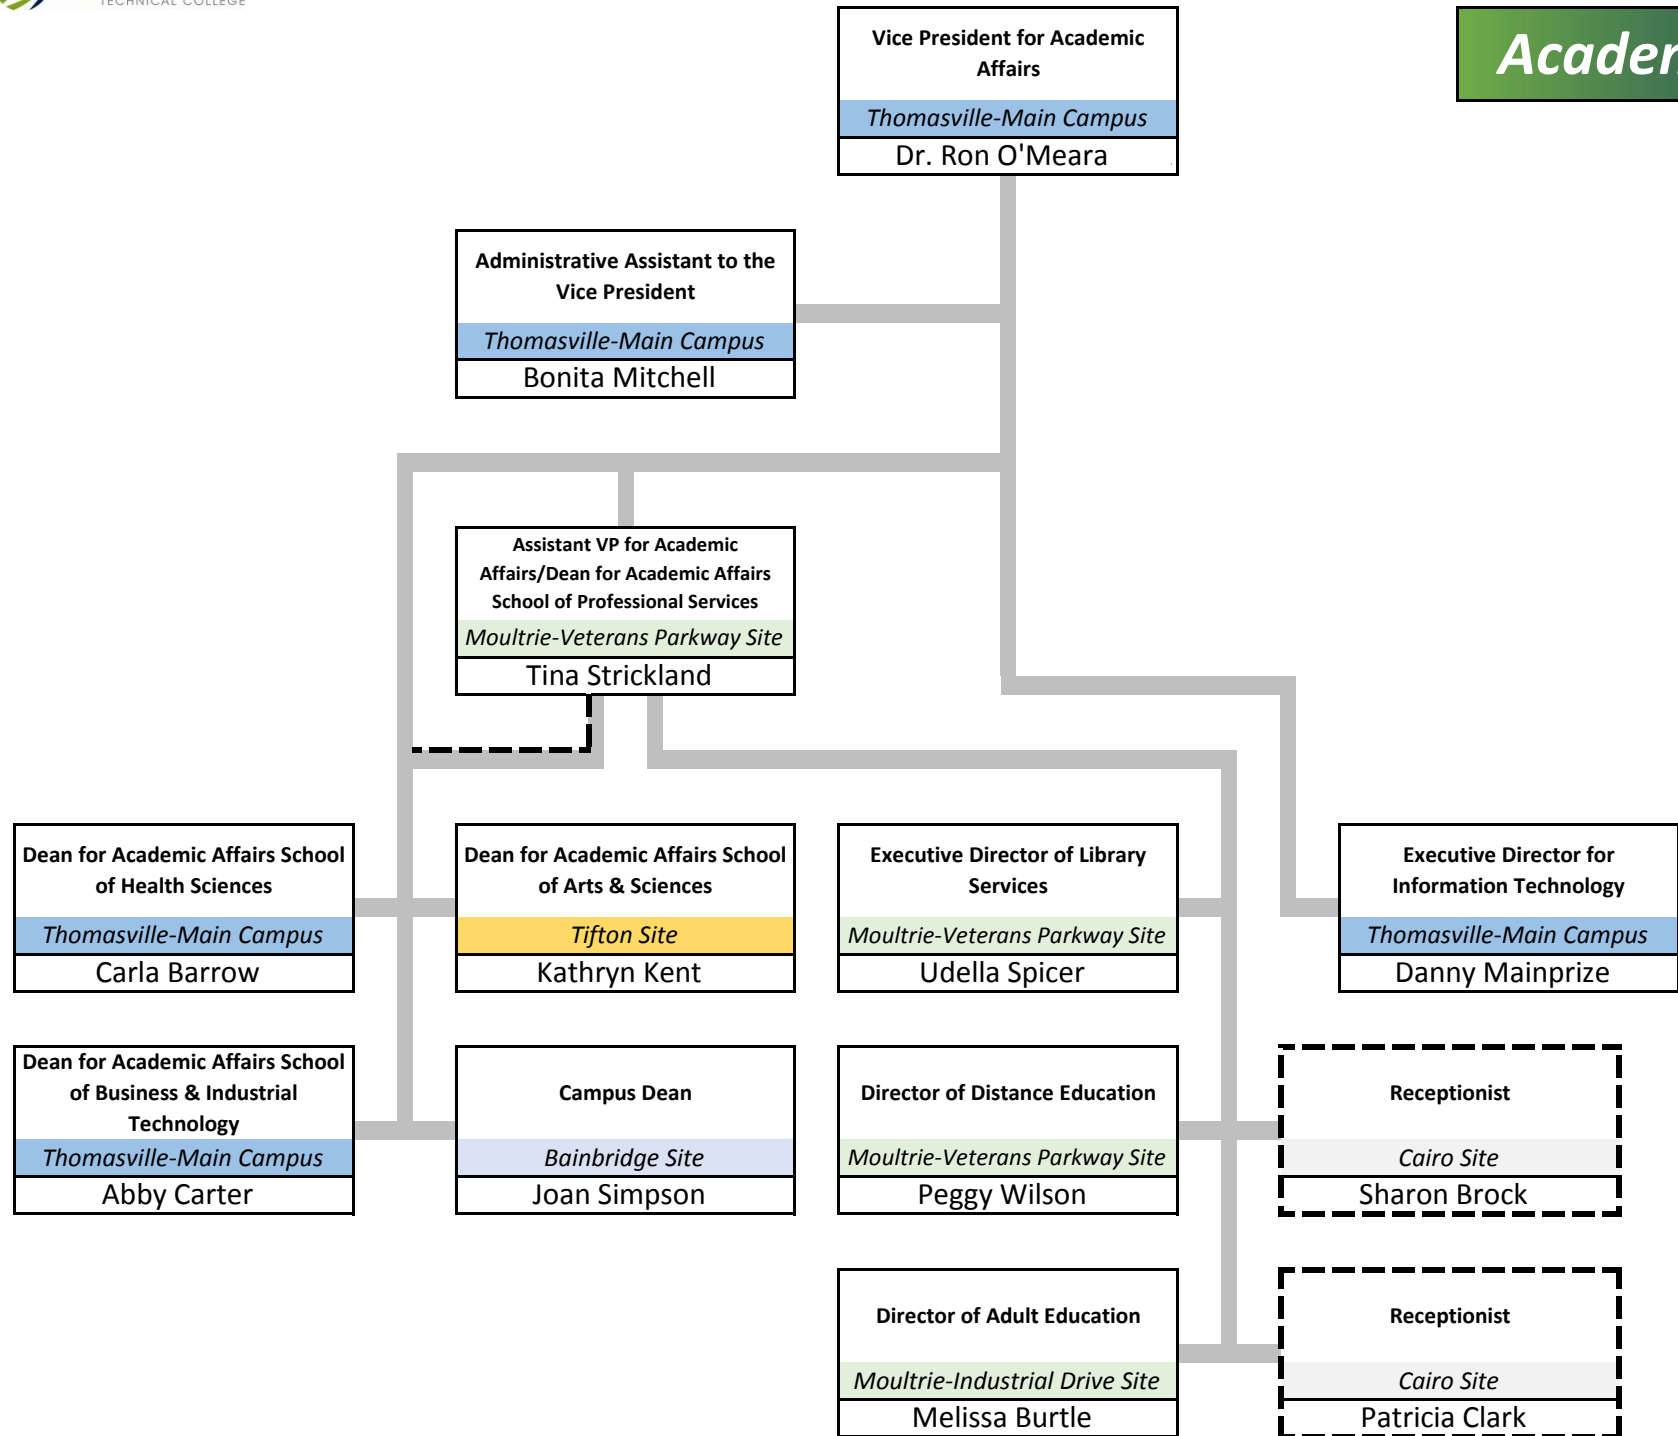 TECHNICAL COLLEGE
Vice President for Academic
Affairs
Thomasville-Main Campus
Dr. Ron O'Meara
Administrative Assistant to the
Vice President
Thomasville-Main Campus
Bonita Mitchell
Assistant VP for Academic
Affairs/Dean for Academic Affairs
School of Professional Services
Moultrie-Veterans Parkway Site
Tina Strickland
Dean for Academic Affairs School
of Health Sciences
Thomasville-Main Campus
Carla Barrow
Dean for Academic Affairs School
of Arts & Sciences
Tifton Site
Kathryn Kent
Executive Director of Library
Services
Moultrie-Veterans Parkway Site
Udella Spicer
Executive Director for
Information Technology
Thomasville-Main Campus
Danny Mainprize
Dean for Academic Affairs School
of Business & Industrial
Technology
Thomasville-Main Campus
Abby Carter
Campus Dean
Bainbridge Site
Joan Simpson
Director of Distance Education
Moultrie-Veterans Parkway Site
Peggy Wilson
Receptionist
Cairo Site
Sharon Brock
Director of Adult Education
Moultrie-Industrial Drive Site
Melissa Burtle
Receptionist
Cairo Site
Patricia Clark